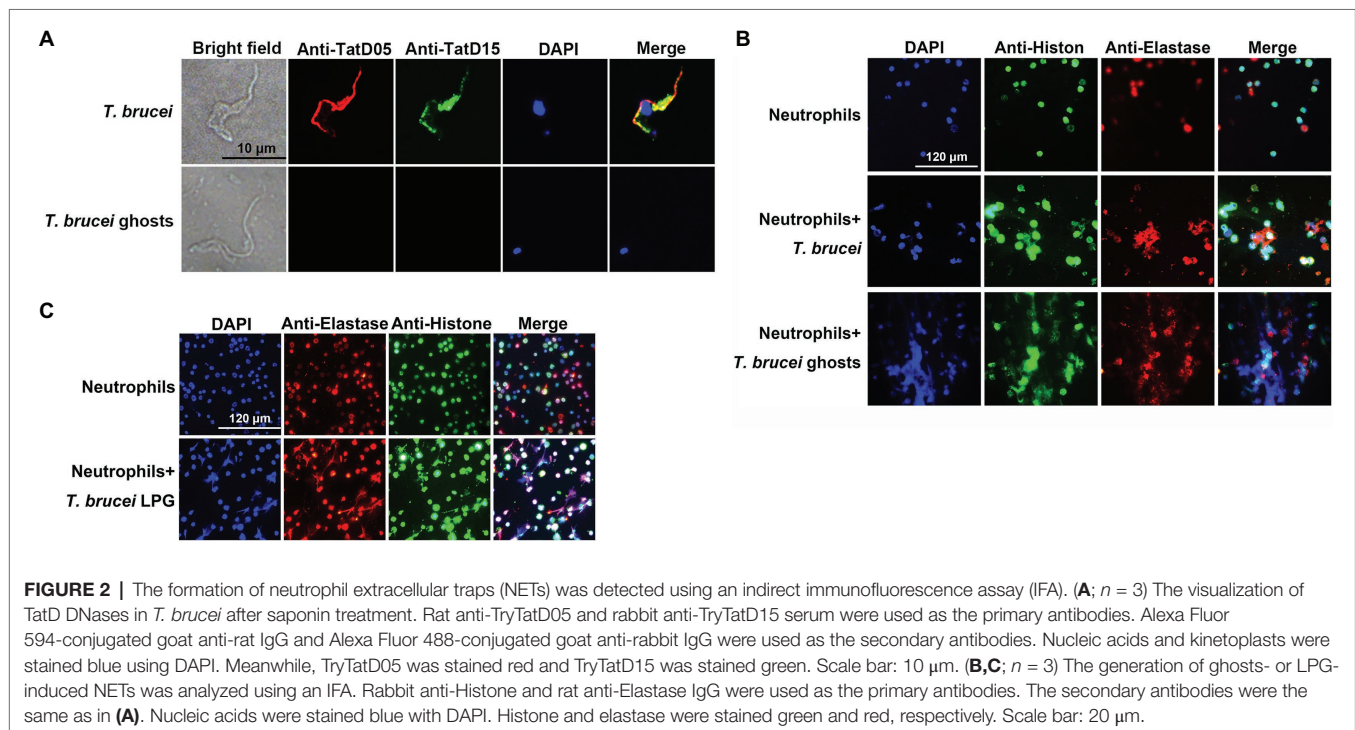 A
Bright field Anti-TatD05 Anti-TatD15 DAPI Merge
T. brucei
10 µm
T. brucei ghosts
B
DAPI Anti-Histon Anti-Elastase Merge
Neutrophils
120 µm
Neutrophils+
T. brucei
Neutrophils+
T. brucei ghosts
C
DAPI Anti-Elastase Anti-Histone Merge
Neutrophils
120 µm
Neutrophils+
T. brucei LPG
FIGURE 2 | The formation of neutrophil extracellular traps (NETs) was detected using an indirect immunofluorescence assay (IFA). (A; n = 3) The visualization of
TatD DNases in T. brucei after saponin treatment. Rat anti-TryTatD05 and rabbit anti-TryTatD15 serum were used as the primary antibodies. Alexa Fluor
594-conjugated goat anti-rat IgG and Alexa Fluor 488-conjugated goat anti-rabbit IgG were used as the secondary antibodies. Nucleic acids and kinetoplasts were
stained blue using DAPI. Meanwhile, TryTatD05 was stained red and TryTatD15 was stained green. Scale bar: 10 µm. (B,C; n = 3) The generation of ghosts- or LPG-
induced NETs was analyzed using an IFA. Rabbit anti-Histone and rat anti-Elastase IgG were used as the primary antibodies. The secondary antibodies were the
same as in (A). Nucleic acids were stained blue with DAPI. Histone and elastase were stained green and red, respectively. Scale bar: 20 µm.